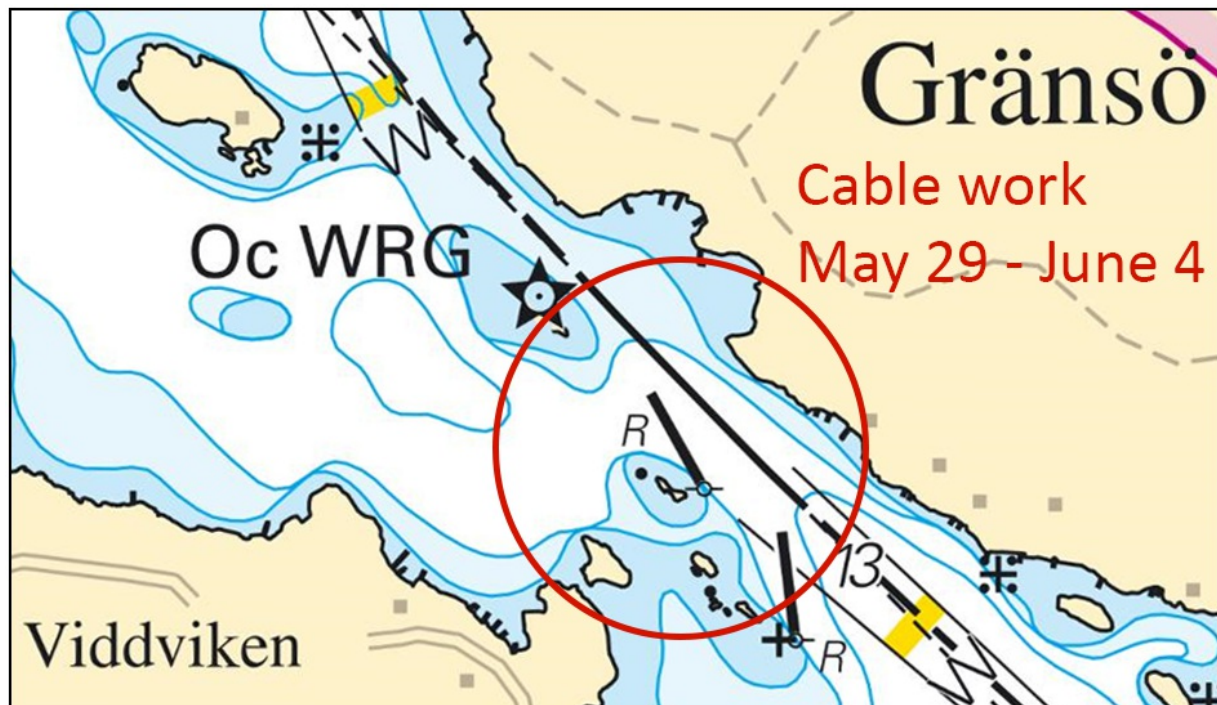 Gränsö
Cable work
May 29 - June 4
W
Oc WRG
R
13
Viddviken
R
W